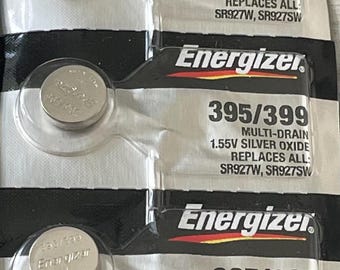 REPLACES ALL:
SR927W, SR927SW
Energizer
395/399
MULTI-DRAIN
1.55V SILVER OXIDE
REPLACES ALL:
SR927W, SR927SW
Energizer